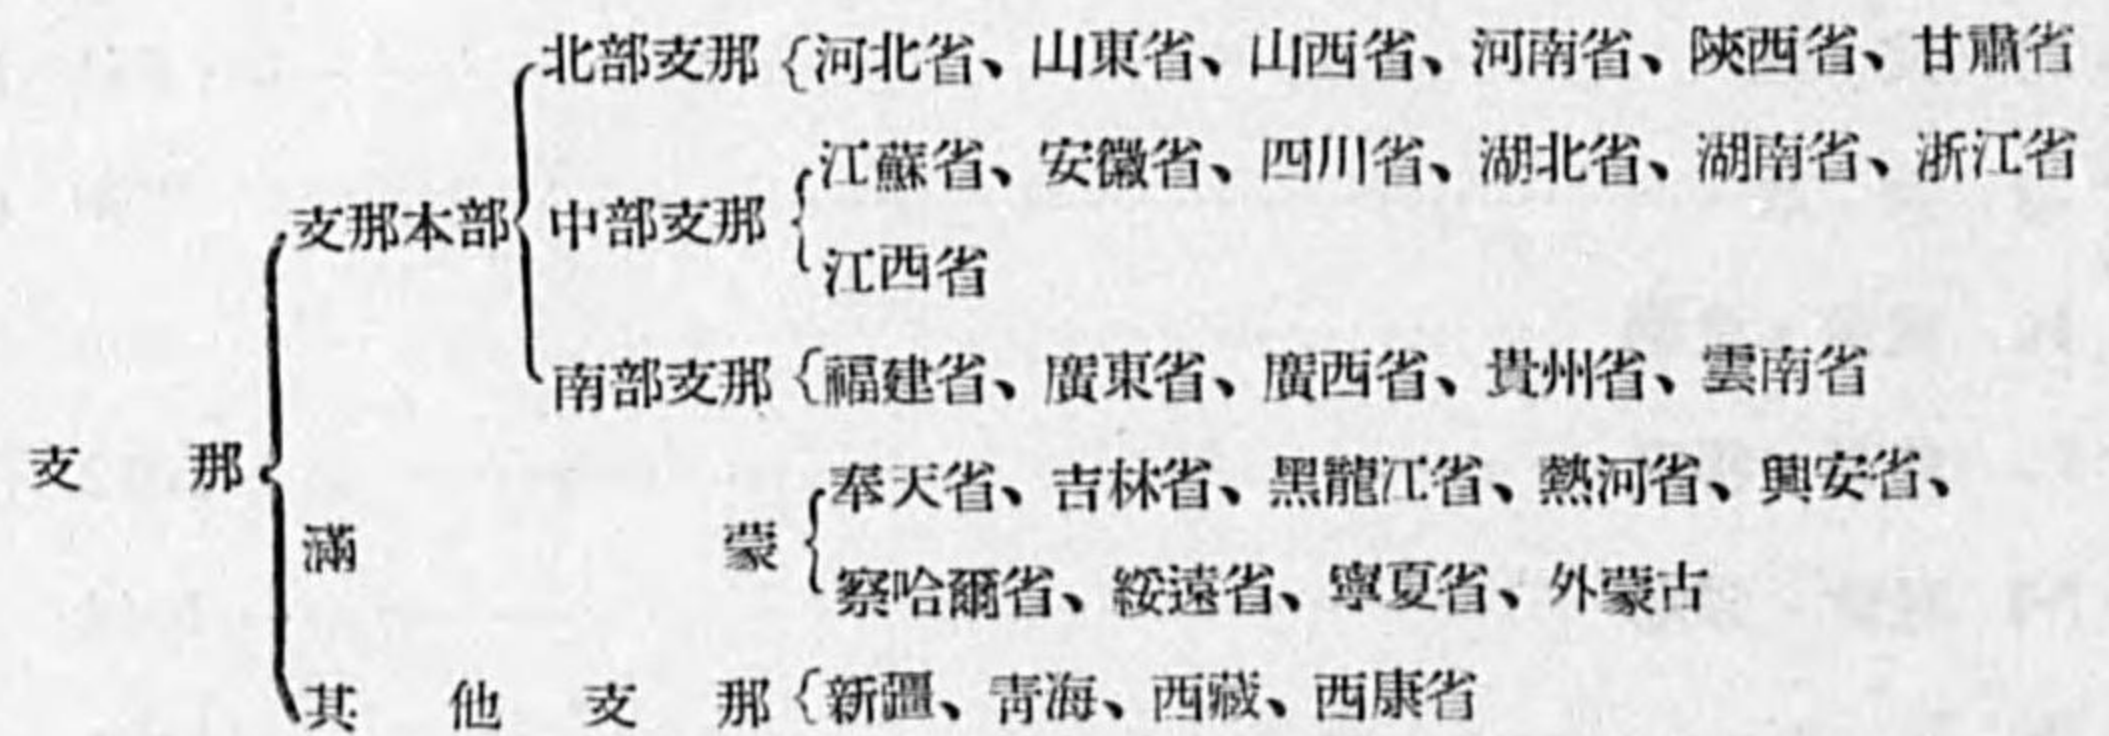 北部支那{河北省、山東省、山西省、河南省、陝西省、甘肅省
江蘇省、安徽省、四川省、湖北省、湖南省、浙江省
支那本部{中部支那{
江西省
南部支那{福建省、廣東省、廣西省、貴州省、雲南省
支那{
奉天省、吉林省、黑龍江省、熱河省、興安省、
滿蒙{
察哈爾省、綏遠省、寧夏省、外蒙古
其他支那{新疆、靑海、西藏、西康省